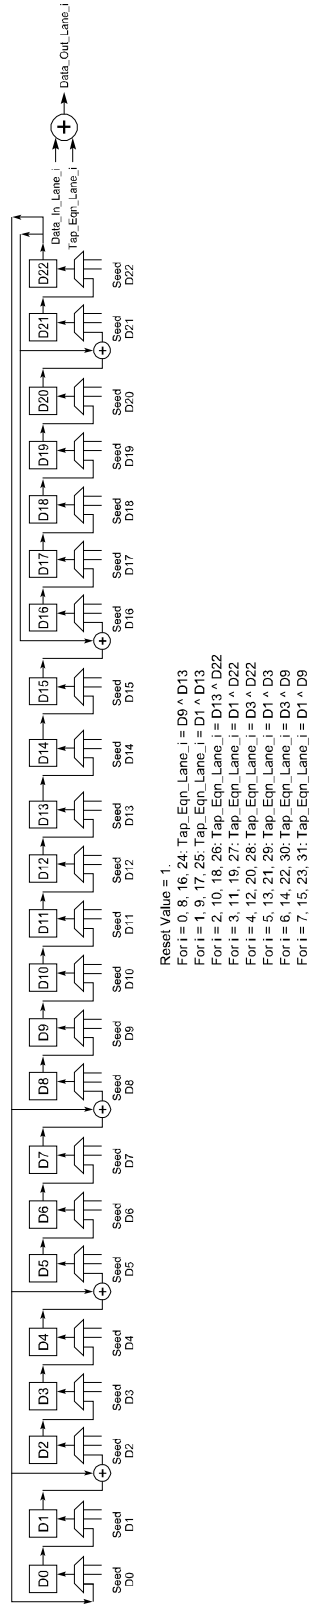 D0 D1 D2 D3 D4 D5 D6 D7 D8 D9 D10 D11 D12 D13 D14 D15 D16 D17 D18 D19 D20 D21 D22
Seed Seed Seed Seed Seed Seed Seed Seed Seed Seed Seed Seed Seed Seed Seed Seed Seed Seed Seed Seed Seed Seed Seed
D0 D1 D2 D3 D4 D5 D6 D7 D8 D9 D10 D11 D12 D13 D14 D15 D16 D17 D18 D19 D20 D21 D22
Data_In_Lane_i
Tap_Eqn_Lane_i
Data_Out_Lane_i
Reset Value = 1.
For i = 0, 8, 16, 24: Tap_Eqn_Lane_i = D9 ^ D13
For i = 1, 9, 17, 25: Tap_Eqn_Lane_i = D1 ^ D13
For i = 2, 10, 18, 26: Tap_Eqn_Lane_i = D13 ^ D22
For i = 3, 11, 19, 27: Tap_Eqn_Lane_i = D1 ^ D22
For i = 4, 12, 20, 28: Tap_Eqn_Lane_i = D3 ^ D22
For i = 5, 13, 21, 29: Tap_Eqn_Lane_i = D1 ^ D3
For i = 6, 14, 22, 30: Tap_Eqn_Lane_i = D3 ^ D9
For i = 7, 15, 23, 31: Tap_Eqn_Lane_i = D1 ^ D9